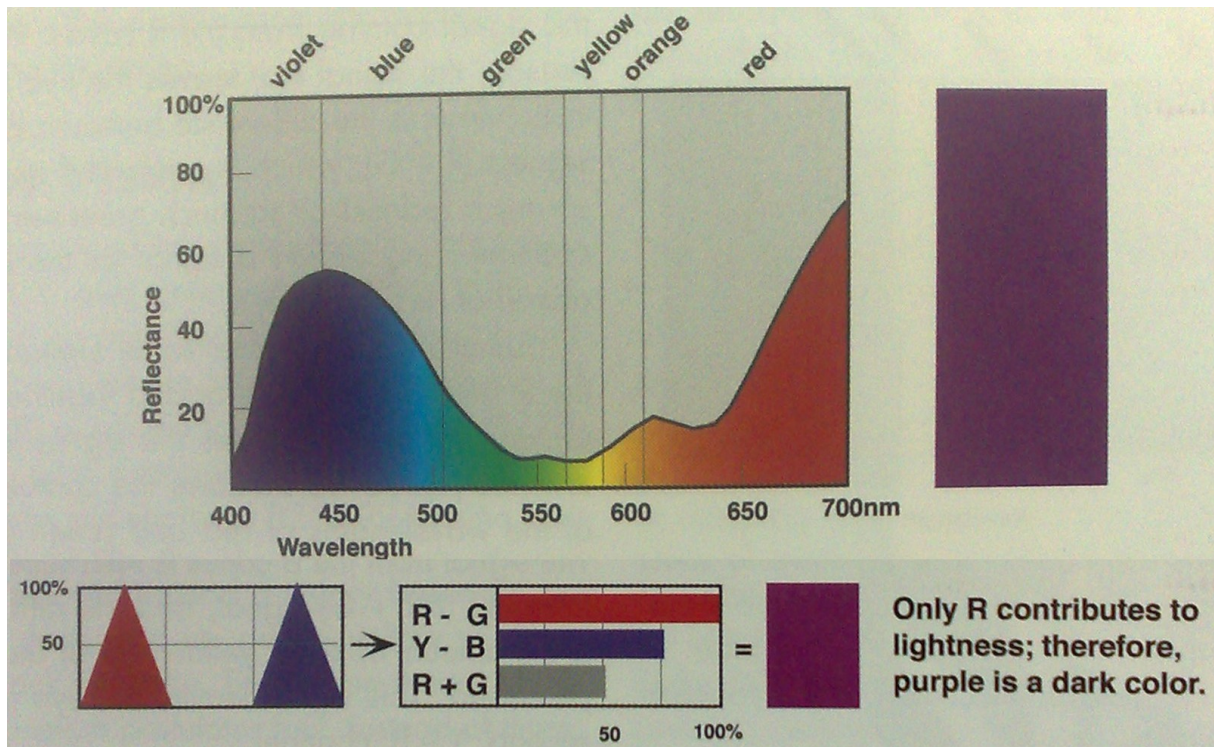 violet blue green yellow orange red
100%
80
60
40
20
Reflectance
400 450 500 550 600 650 700nm
Wavelength
100%
50
R - G
Y - B
R + G
50 100%
=
Only R contributes to
lightness; therefore,
purple is a dark color.